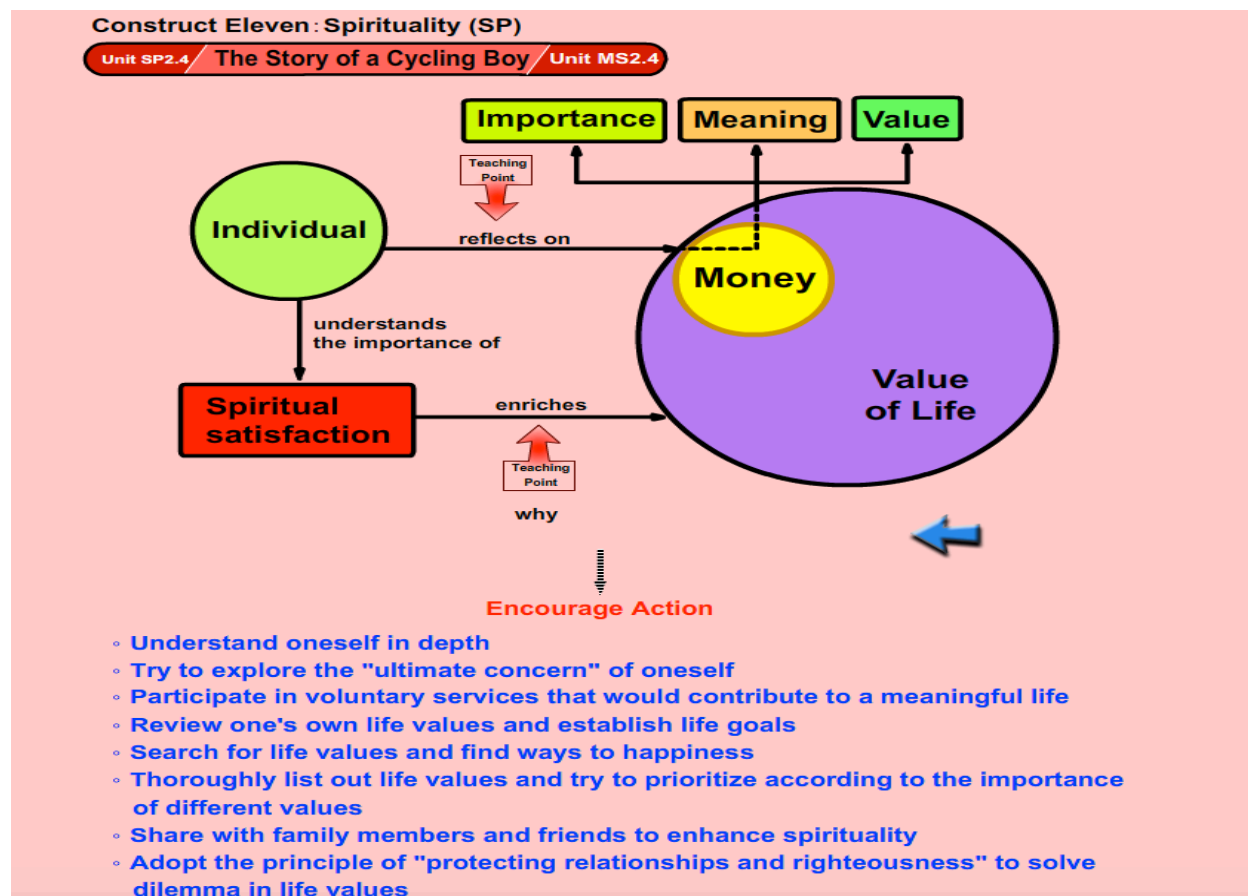 Construct Eleven: Spirituality (SP)
Unit SP2.4 The Story of a Cycling Boy Unit MS2.4
Importance Meaning Value
Teaching
Point
Individual
reflects on
Money
understands
the importance of
Value
of Life
Spiritual
satisfaction
enriches
Teaching
Point
why
Encourage Action
◦ Understand oneself in depth
◦ Try to explore the "ultimate concern" of oneself
◦ Participate in voluntary services that would contribute to a meaningful life
◦ Review one's own life values and establish life goals
◦ Search for life values and find ways to happiness
◦ Thoroughly list out life values and try to prioritize according to the importance
of different values
◦ Share with family members and friends to enhance spirituality
◦ Adopt the principle of "protecting relationships and righteousness" to solve
dilemma in life values